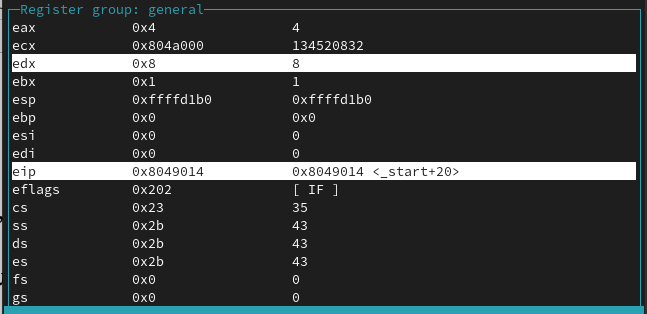 Register group: general
eax 0x4 4
ecx 0x804a000 134520832
edx 0x8 8
ebx 0x1 1
esp 0xffffd1b0 0xffffd1b0
ebp 0x0 0x0
esi 0x0 0
edi 0x0 0
eip 0x8049014 0x8049014 <_start+20>
eflags 0x202 [ IF ]
cs 0x23 35
ss 0x2b 43
ds 0x2b 43
es 0x2b 43
fs 0x0 0
gs 0x0 0